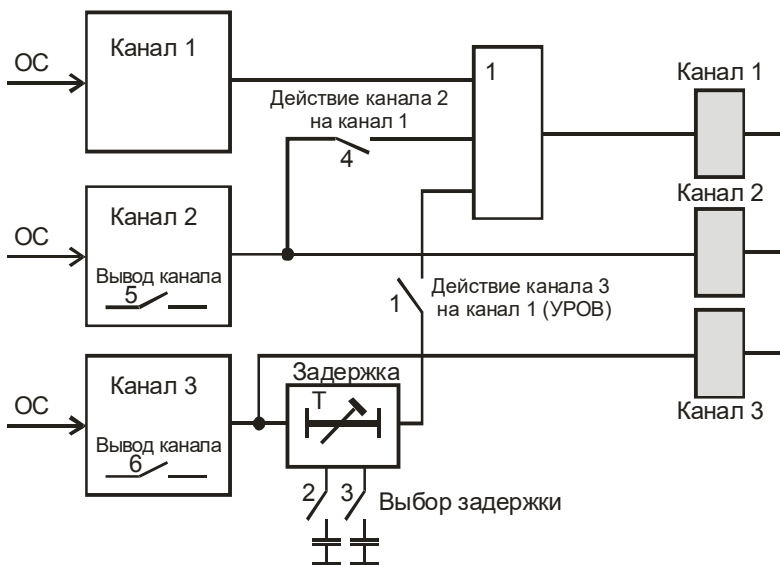 ОС
Канал 1
1
Канал 1
Действие канала 2
на канал 1
4
ОС
Канал 2
Вывод канала
5
Канал 2
1
Действие канала 3
на канал 1 (УРОВ)
ОС
Канал 3
Вывод канала
6
Задержка
T
Канал 3
2
3
Выбор задержки